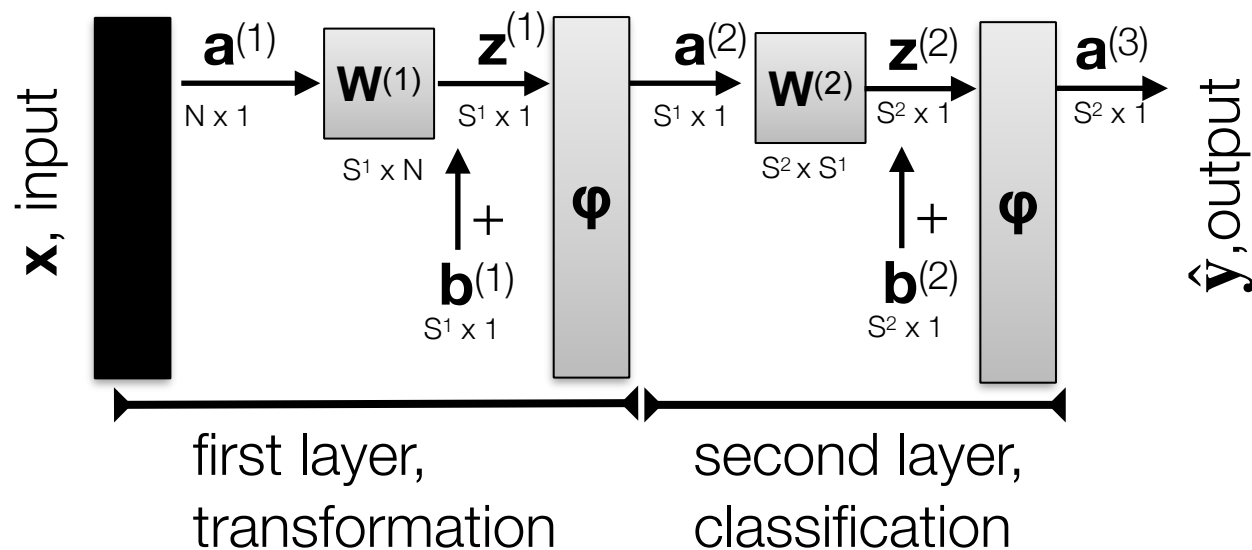 x, input
a(1)
N x 1
W(1)
S¹ x N
z(1)
S¹ x 1
+
b(1)
S¹ x 1
φ
a(2)
S¹ x 1
W(2)
S² x S¹
z(2)
S² x 1
+
b(2)
S² x 1
φ
a(3)
S² x 1
ŷ, output
first layer,
transformation
second layer,
classification